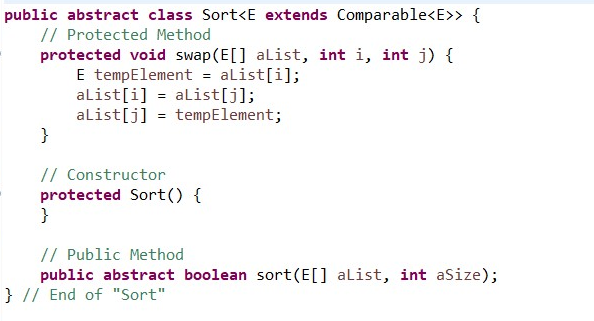 public abstract class Sort<E extends Comparable<E>> {
    // Protected Method
    protected void swap(E[] aList, int i, int j) {
        E tempElement = aList[i];
        aList[i] = aList[j];
        aList[j] = tempElement;
    }

    // Constructor
    protected Sort() {
    }

    // Public Method
    public abstract boolean sort(E[] aList, int aSize);
} // End of "Sort"